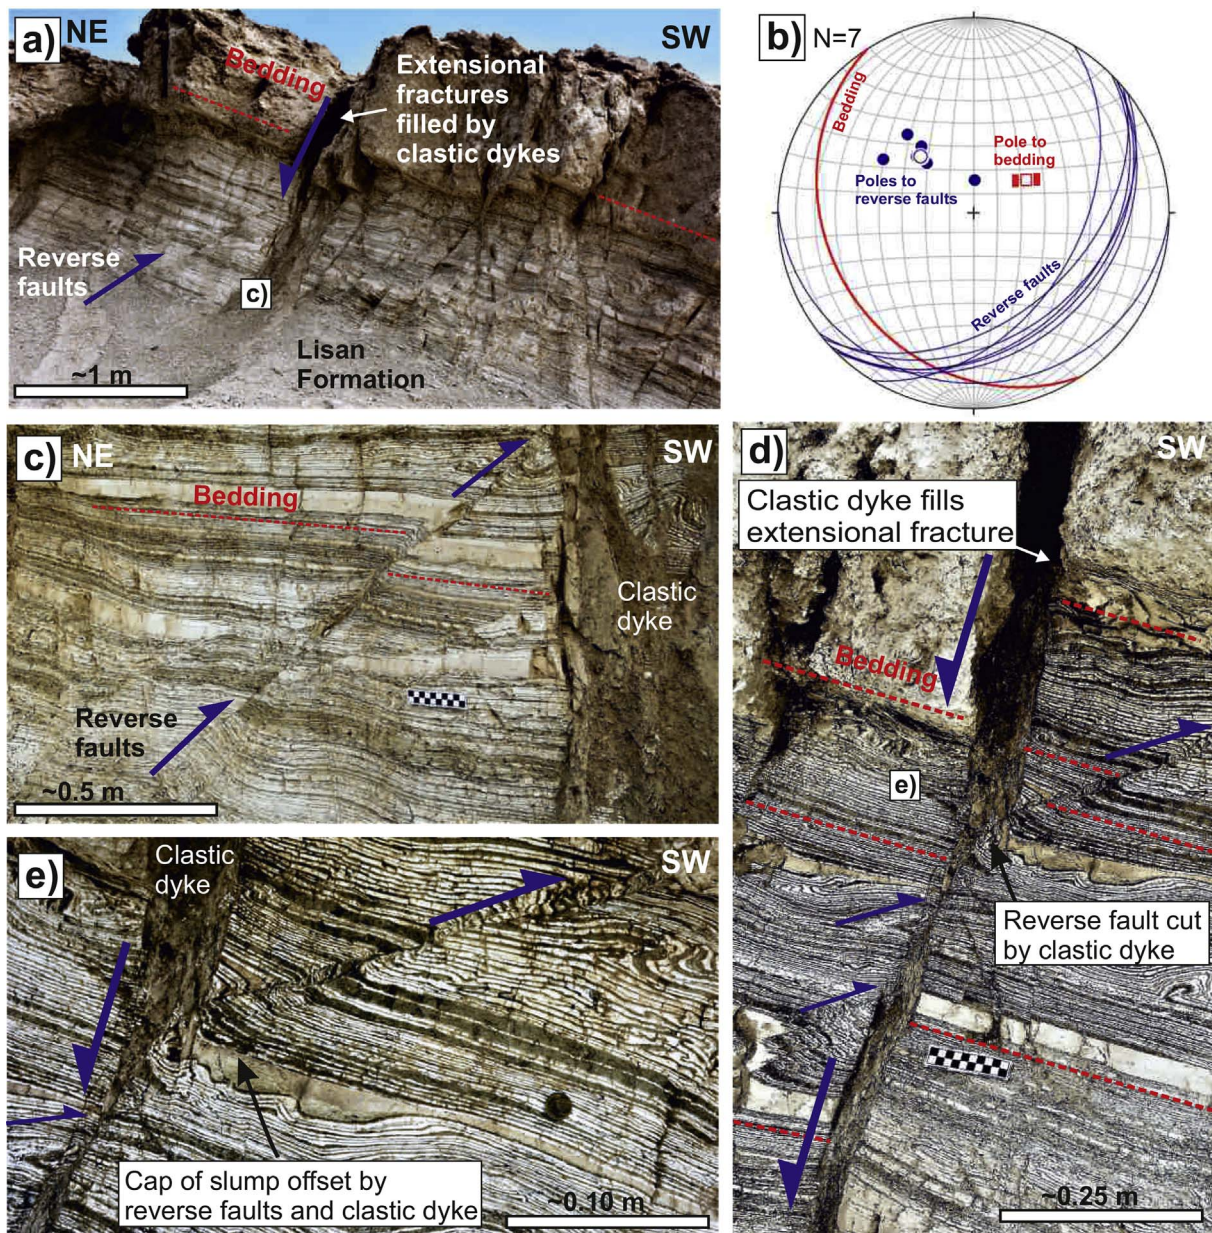 a) NE
SW
Bedding
Extensional
fractures
filled by
clastic dykes
Reverse
faults
c)
Lisan
Formation
~1 m
b) N=7
Bedding
Pole to
bedding
Poles to
reverse faults
Reverse faults
c) NE
SW
Bedding
Clastic
dyke
Reverse
faults
~0.5 m
d)
SW
Clastic dyke fills
extensional fracture
Bedding
e)
Reverse fault cut
by clastic dyke
~0.25 m
e)
Clastic
dyke
SW
Cap of slump offset by
reverse faults and clastic dyke
~0.10 m